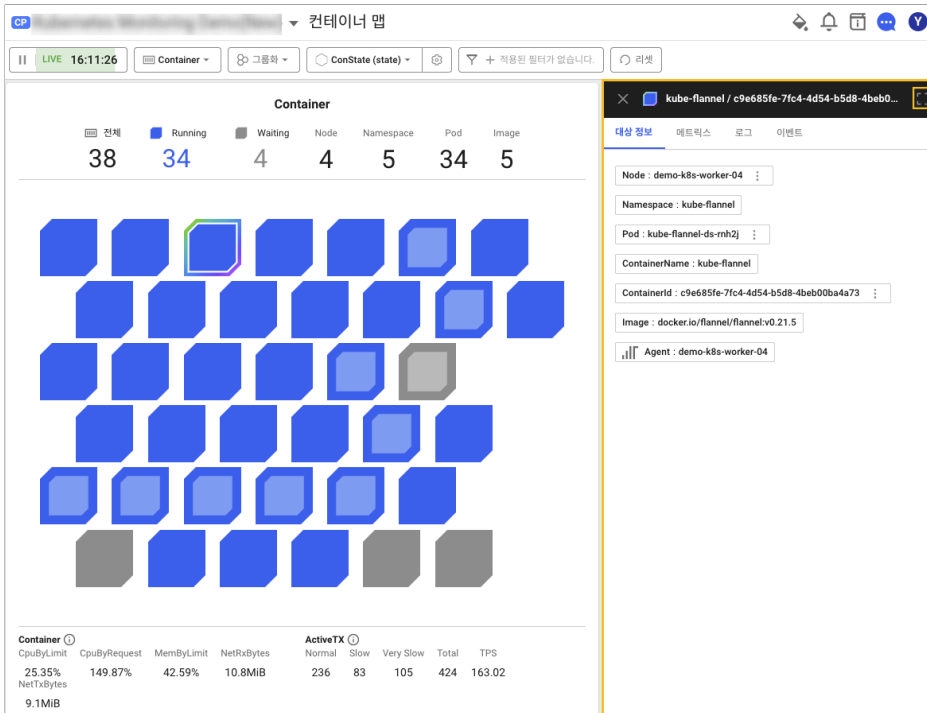 CP
컨테이너 맵
Y
LIVE 16:11:26
Container
그룹화
ConState (state)
적용된 필터가 없습니다.
리셋
Container
전체 Running Waiting Node Namespace Pod Image
38 34 4 4 5 34 5
kube-flannel / c9e685fe-7fc4-4d54-b5d8-4beb0...
대상 정보 메트릭스 로그 이벤트
Node : demo-k8s-worker-04
Namespace : kube-flannel
Pod : kube-flannel-ds-rnh2j
ContainerName : kube-flannel
ContainerId : c9e685fe-7fc4-4d54-b5d8-4beb00ba4a73
Image : docker.io/flannel/flannel:v0.21.5
Agent : demo-k8s-worker-04
Container
CpuByLimit CpuByRequest MemByLimit NetRxBytes
25.35% 149.87% 42.59% 10.8MiB
NetTxBytes
9.1MiB
ActiveTX
Normal Slow Very Slow Total TPS
236 83 105 424 163.02